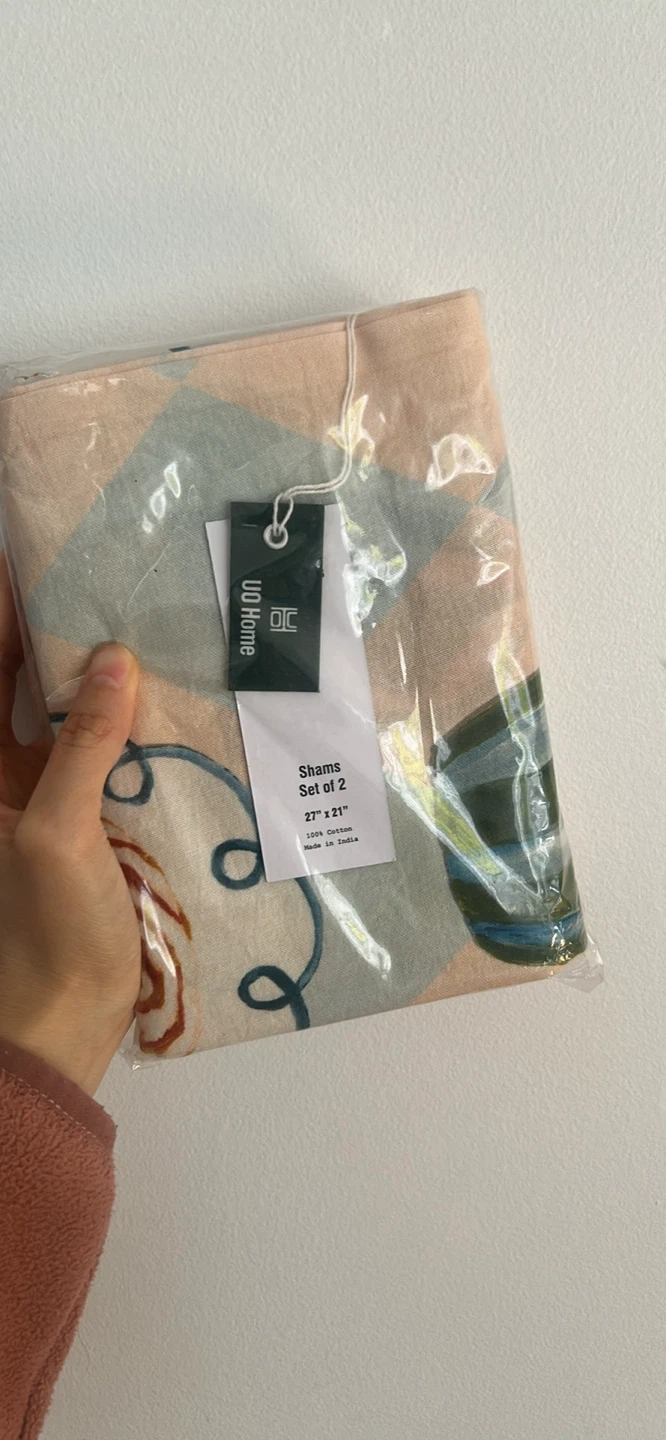 UO Home
Shams
Set of 2
27" x 21"
100% Cotton
Made in India